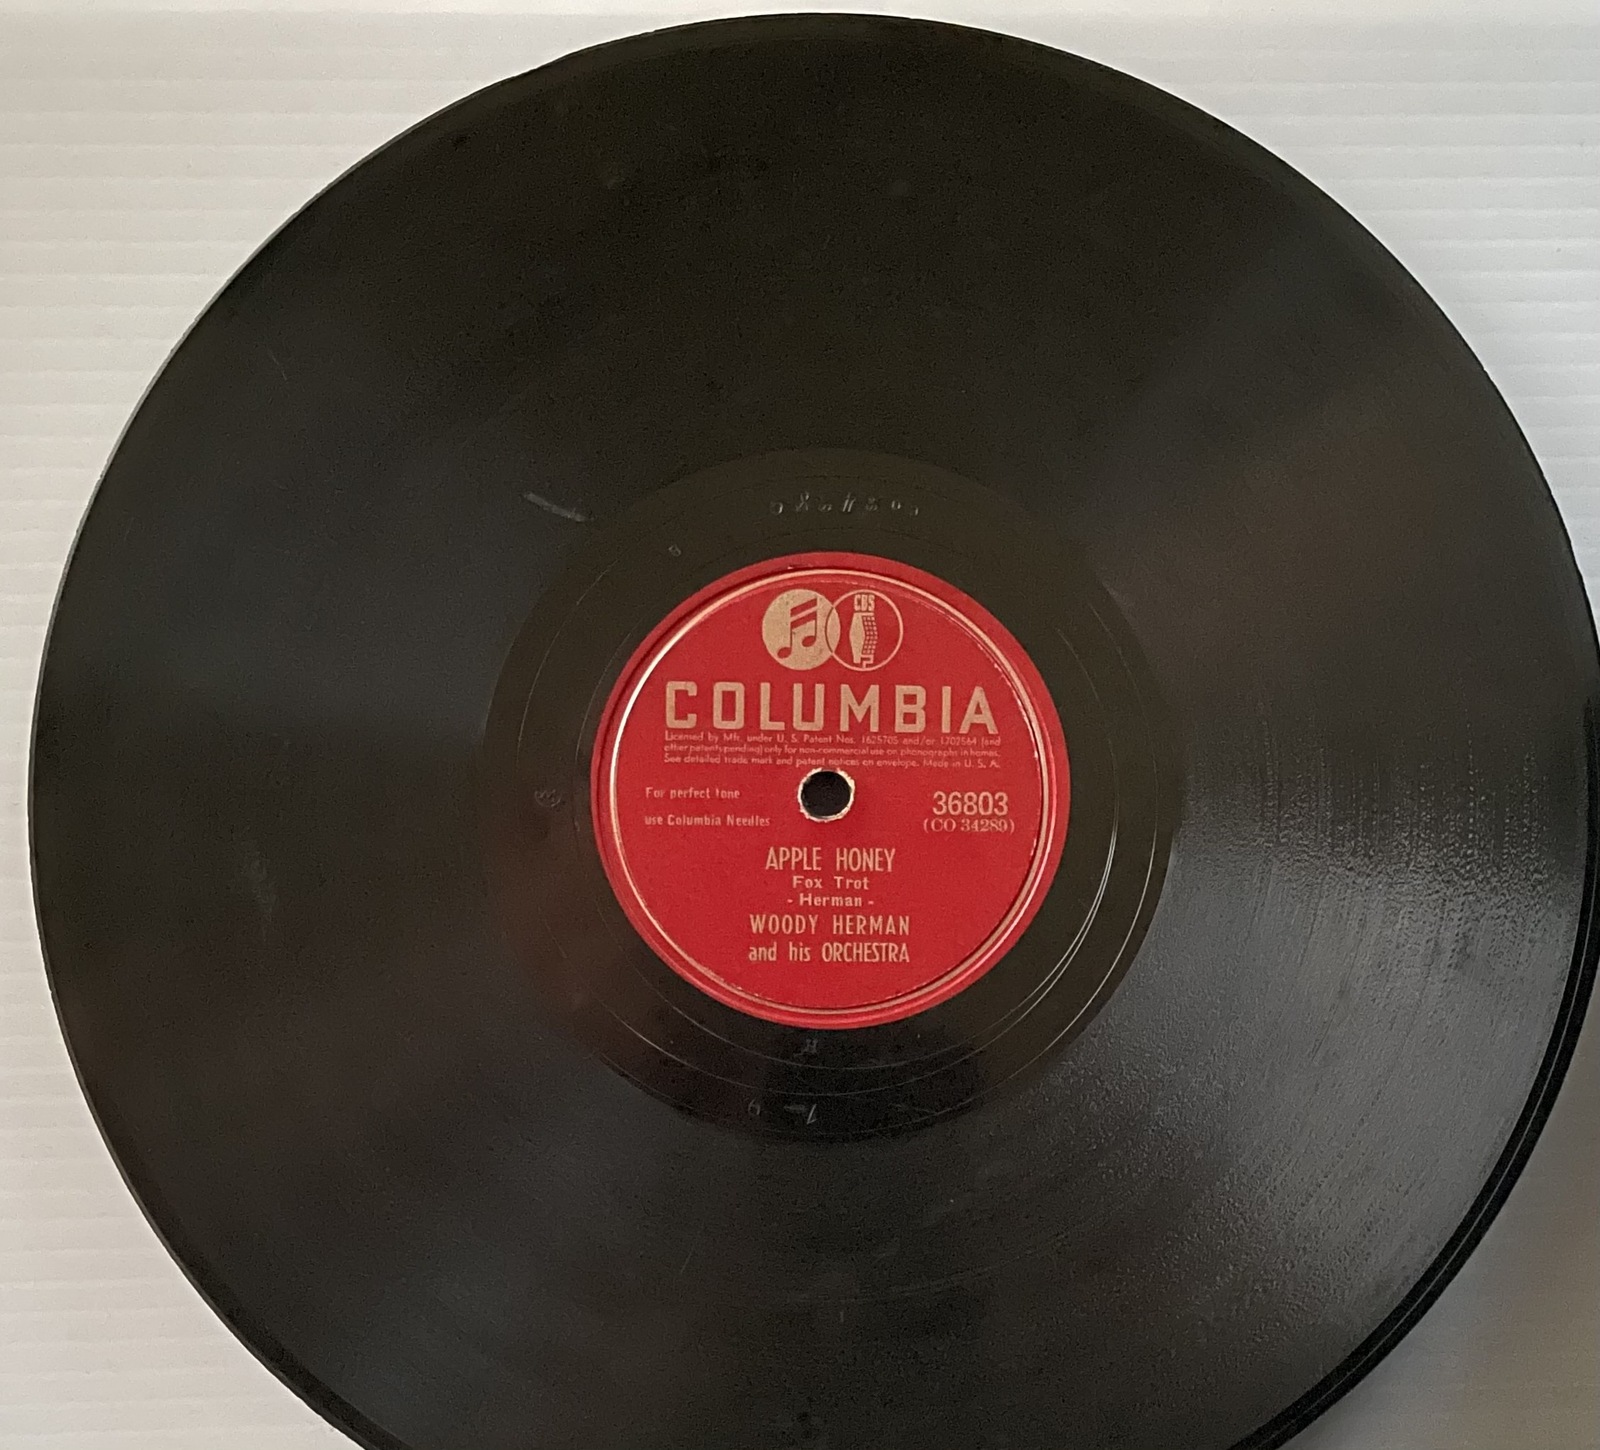 CBS
COLUMBIA
Licensed by Mfr. under U. S. Patent Nos. 1625705 and/or 1702564 (and
other patents pending) only for non-commercial use on phonographs in homes.
See detailed trade mark and patent notices on envelope. Made in U. S. A.
For perfect tone
use Columbia Needles
36803
(CO 34289)
APPLE HONEY
Fox Trot
- Herman -
WOODY HERMAN
and his ORCHESTRA